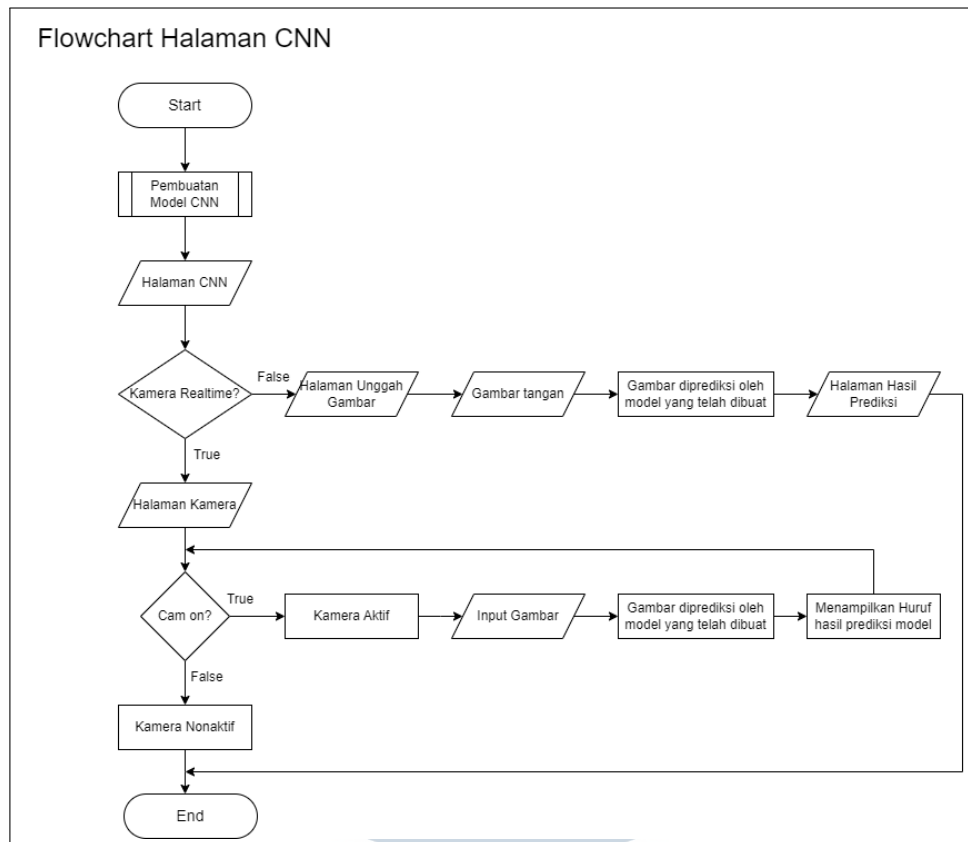 Flowchart Halaman CNN
Start
Pembuatan
Model CNN
Halaman CNN
Kamera Realtime?
False
Halaman Unggah
Gambar
Gambar tangan
Gambar diprediksi oleh
model yang telah dibuat
Halaman Hasil
Prediksi
True
Halaman Kamera
Cam on?
True
Kamera Aktif
Input Gambar
Gambar diprediksi oleh
model yang telah dibuat
Menampilkan Huruf
hasil prediksi model
False
Kamera Nonaktif
End